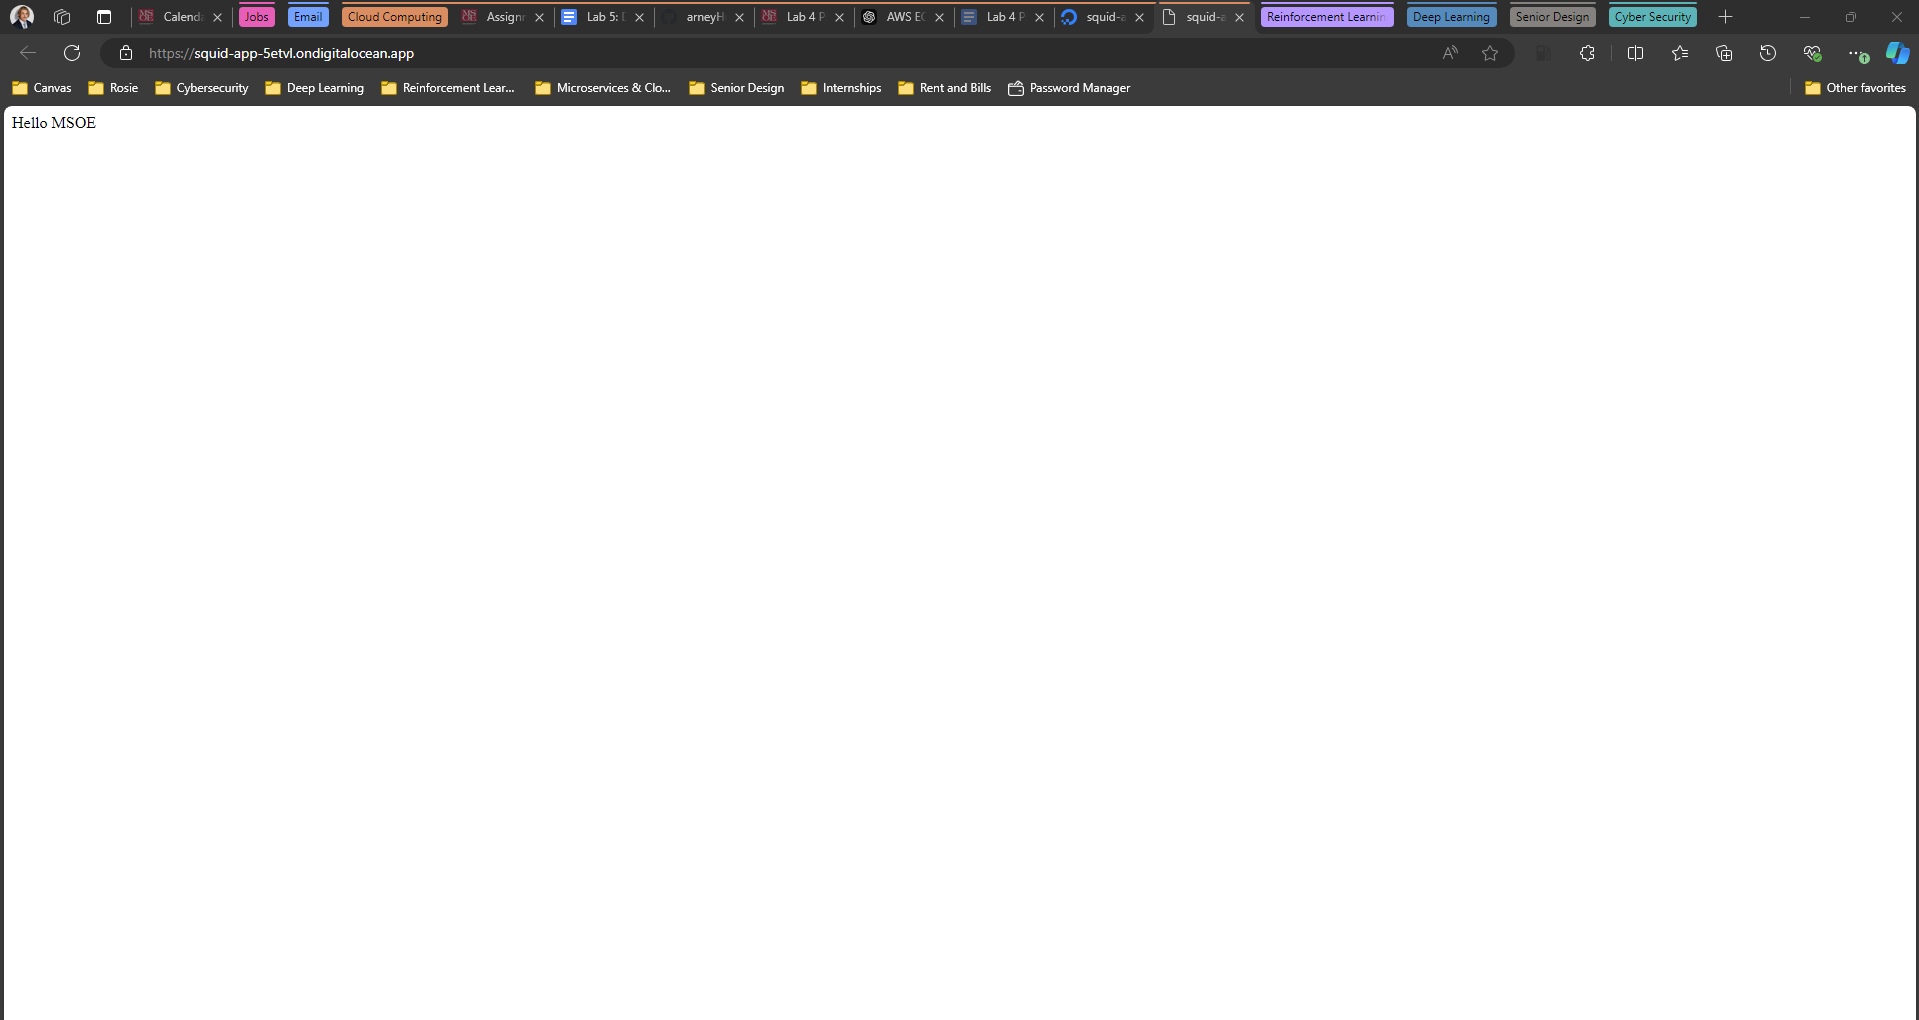 Calend
Jobs
Email
Cloud Computing
Assignr
Lab 5:
arneyH
Lab 4 P
AWS EC
Lab 4 P
squid-a
squid-a
Reinforcement Learnin
Deep Learning
Senior Design
Cyber Security
https://squid-app-5etvl.ondigitalocean.app
Canvas
Rosie
Cybersecurity
Deep Learning
Reinforcement Lear...
Microservices & Clo...
Senior Design
Internships
Rent and Bills
Password Manager
Other favorites
Hello MSOE